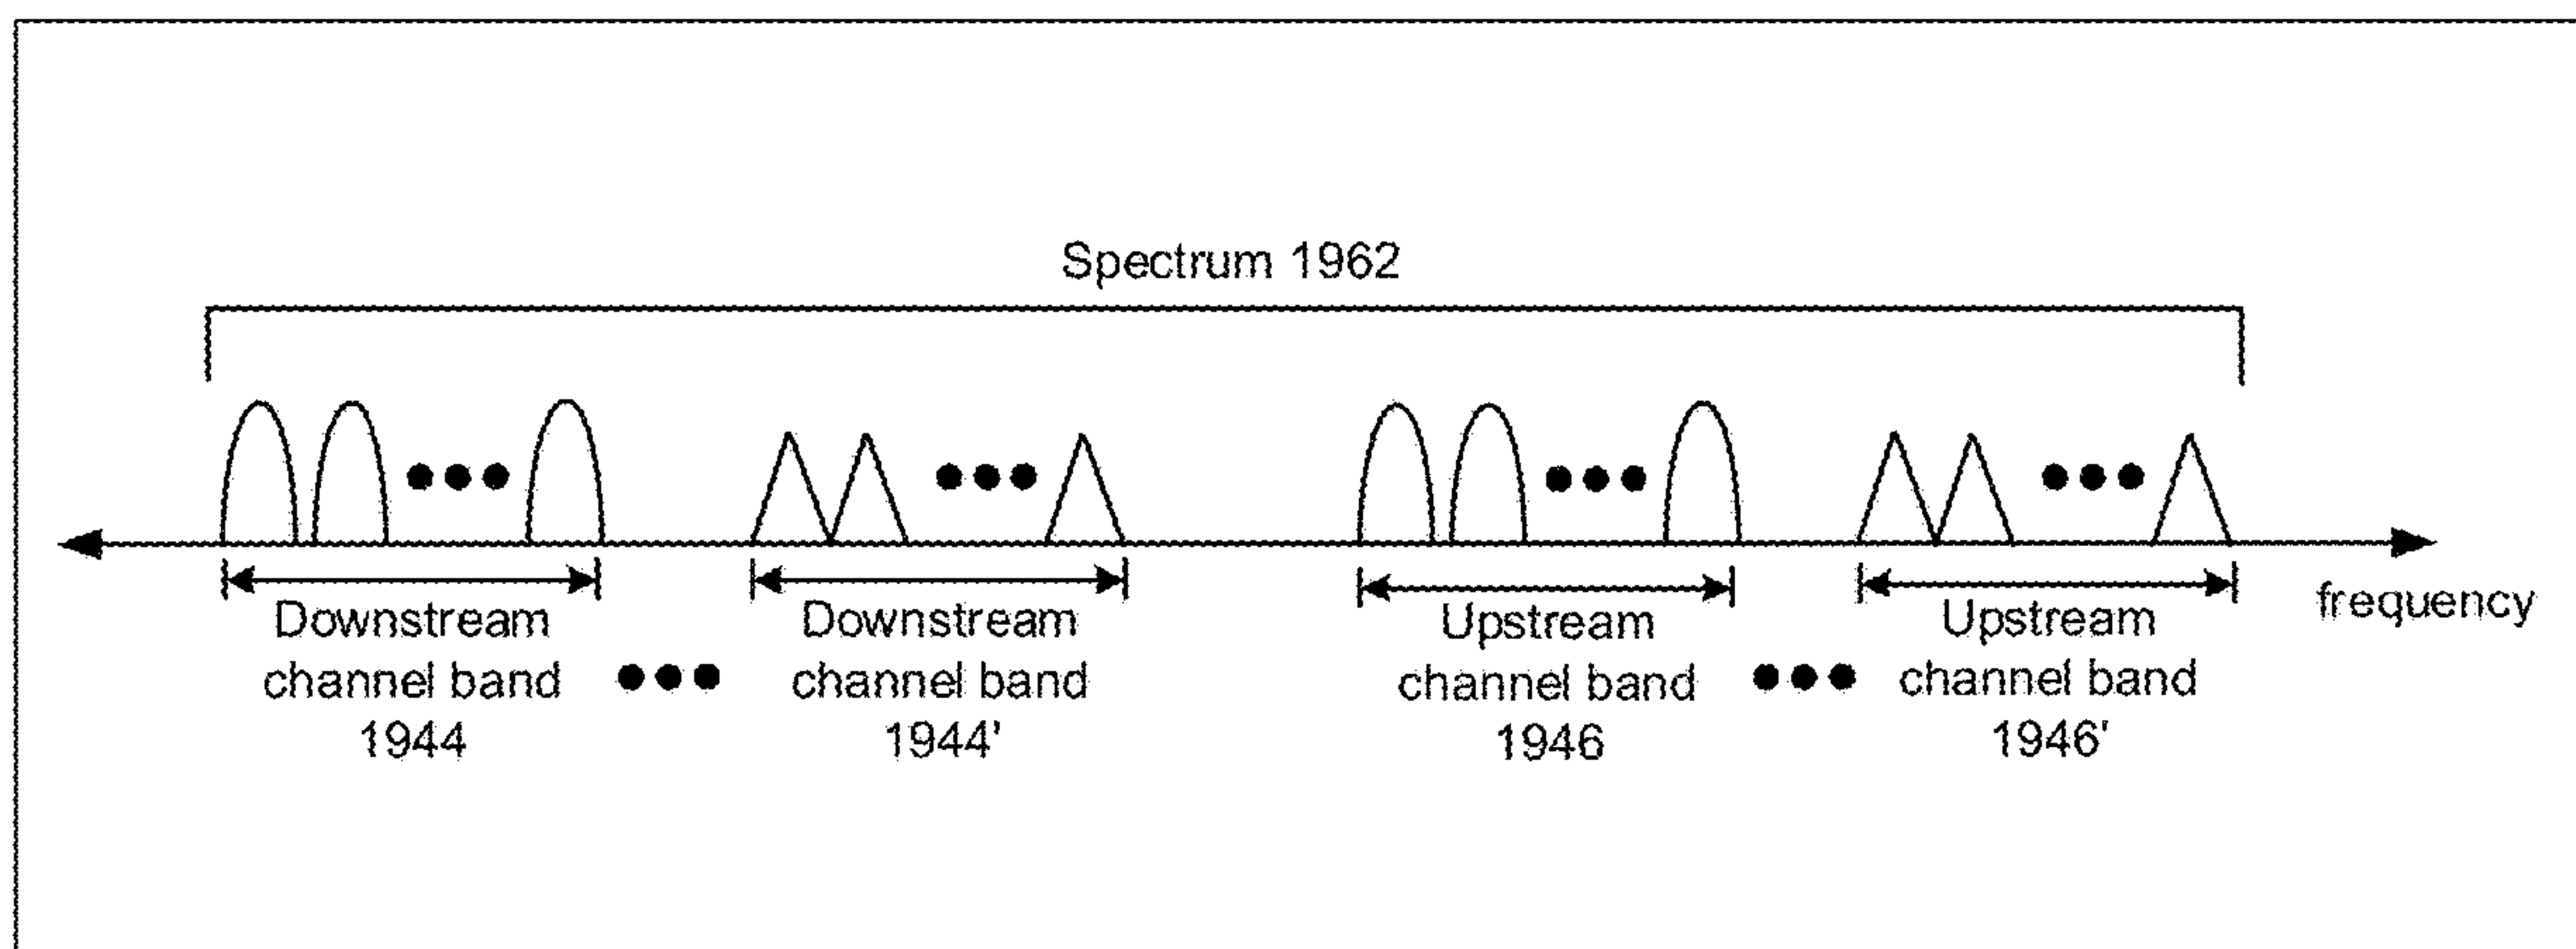 Spectrum 1962
frequency
Downstream
channel band
1944
Downstream
channel band
1944'
Upstream
channel band
1946
Upstream
channel band
1946'